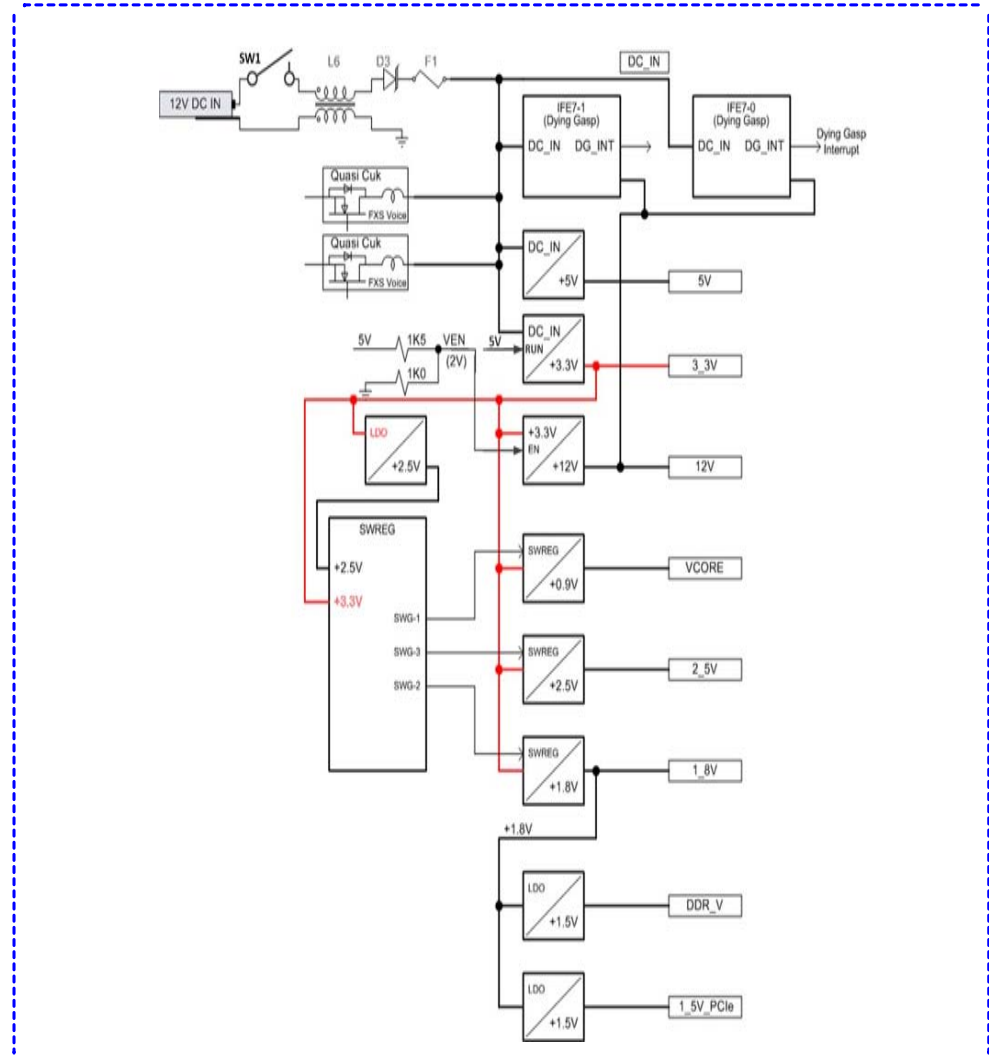 DC_IN
SW1
L6
D3
F1
12V DC IN
IFE7-1
(Dying Gasp)
DC_IN DG_INT
IFE7-0
(Dying Gasp)
DC_IN DG_INT
Dying Gasp
Interrupt
Quasi Cuk
FXS Voice
Quasi Cuk
FXS Voice
DC_IN
+5V
5V
5V
1K5
VEN
(2V)
1K0
5V
DC_IN
RUN
+3.3V
3_3V
LDO
+2.5V
+3.3V
EN
+12V
12V
SWREG
+2.5V
+3.3V
SWG-1
SWG-3
SWG-2
SWREG
+0.9V
VCORE
SWREG
+2.5V
2_5V
SWREG
+1.8V
1_8V
+1.8V
LDO
+1.5V
DDR_V
LDO
+1.5V
1_5V_PCIe